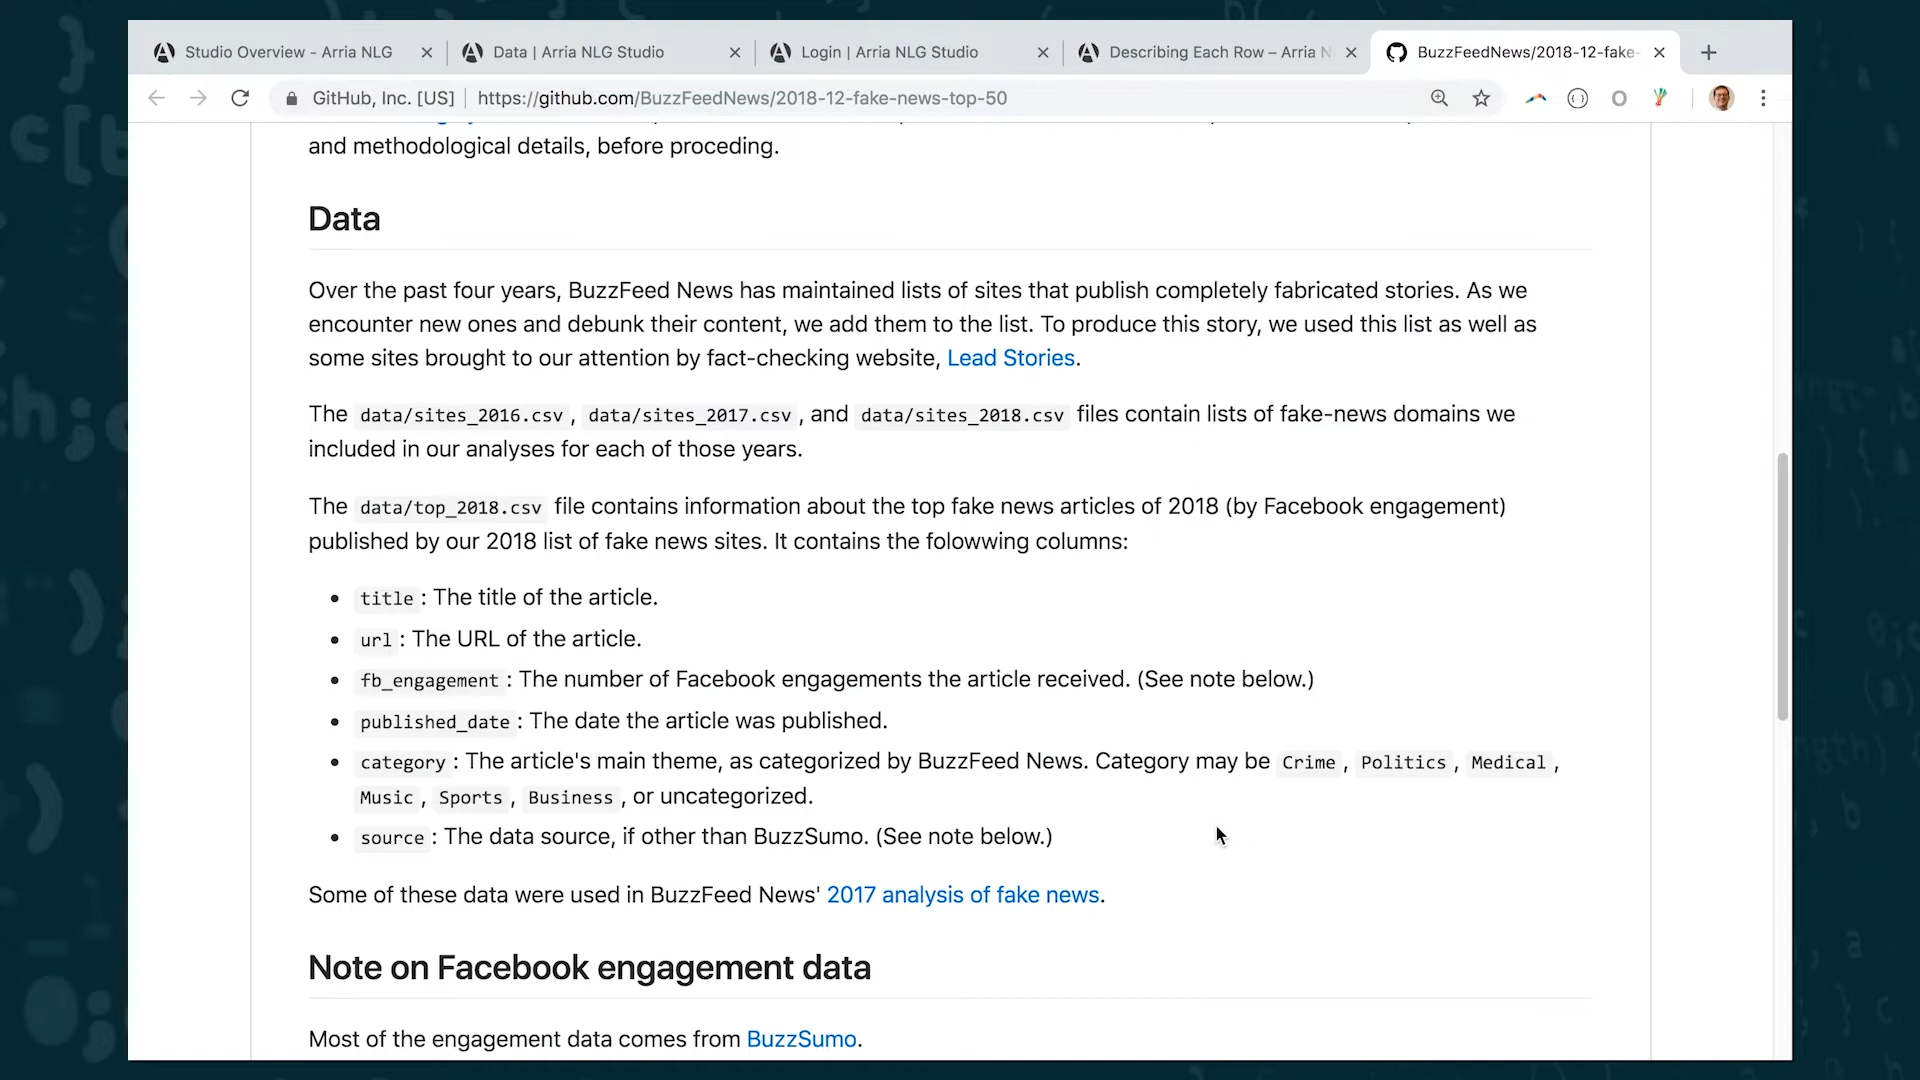 Studio Overview - Arria NLG
Data | Arria NLG Studio
Login | Arria NLG Studio
Describing Each Row – Arria N
BuzzFeedNews/2018-12-fake-
GitHub, Inc. [US]
https://github.com/BuzzFeedNews/2018-12-fake-news-top-50
and methodological details, before proceding.
Data
Over the past four years, BuzzFeed News has maintained lists of sites that publish completely fabricated stories. As we
encounter new ones and debunk their content, we add them to the list. To produce this story, we used this list as well as
some sites brought to our attention by fact-checking website, Lead Stories.
The data/sites_2016.csv, data/sites_2017.csv, and data/sites_2018.csv files contain lists of fake-news domains we
included in our analyses for each of those years.
The data/top_2018.csv file contains information about the top fake news articles of 2018 (by Facebook engagement)
published by our 2018 list of fake news sites. It contains the folowwing columns:
• title: The title of the article.
• url: The URL of the article.
• fb_engagement: The number of Facebook engagements the article received. (See note below.)
• published_date: The date the article was published.
• category: The article's main theme, as categorized by BuzzFeed News. Category may be Crime, Politics, Medical,
Music, Sports, Business, or uncategorized.
• source: The data source, if other than BuzzSumo. (See note below.)
Some of these data were used in BuzzFeed News' 2017 analysis of fake news.
Note on Facebook engagement data
Most of the engagement data comes from BuzzSumo.